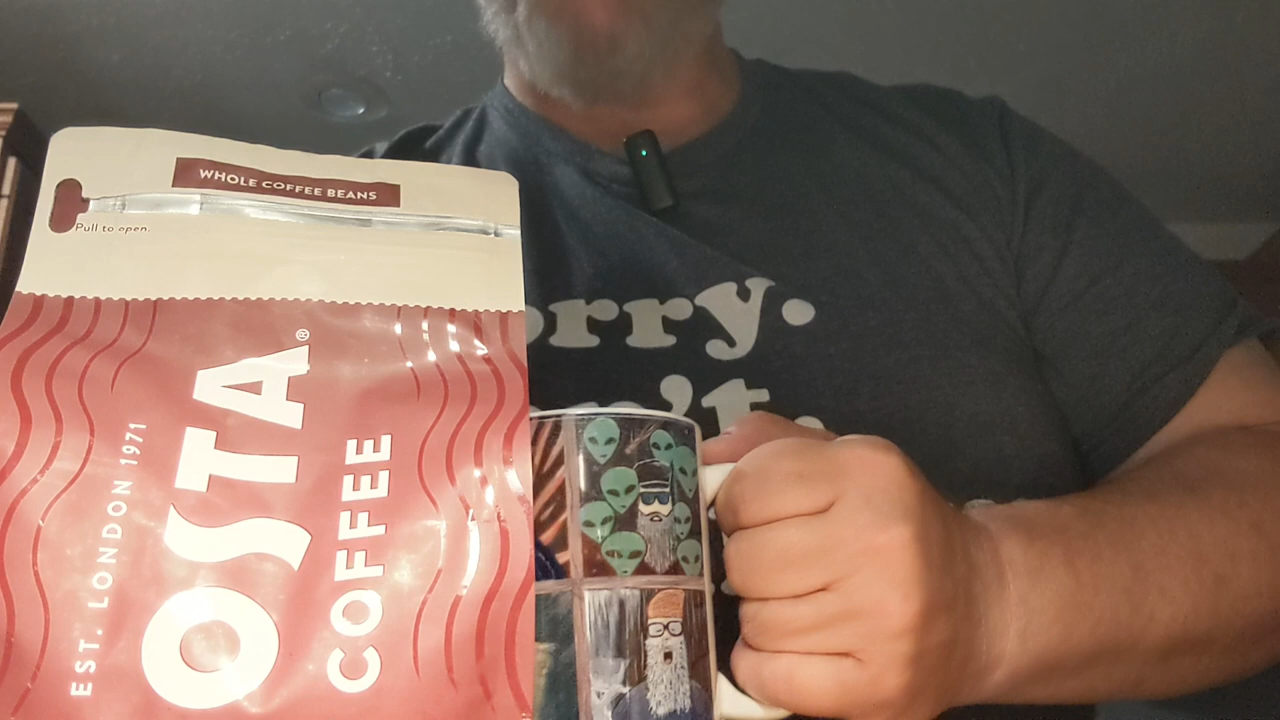 WHOLE COFFEE BEANS
Pull to open.
EST. LONDON 1971
OSTA®
COFFEE
orry.
n't.